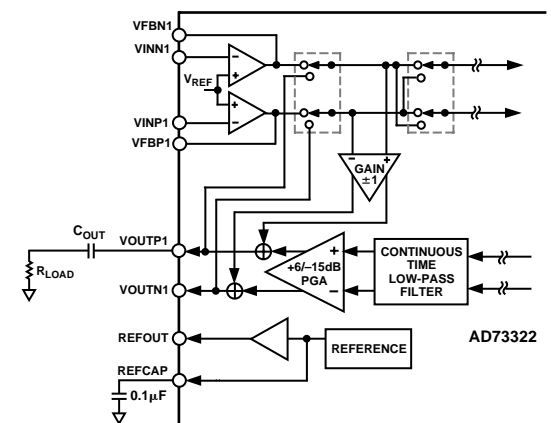 VFBN1
VINN1
VREF
VINP1
VFBP1
GAIN
±1
COUT
VOUTP1
RLOAD
+6/–15dB
PGA
CONTINUOUS
TIME
LOW-PASS
FILTER
VOUTN1
AD73322
REFOUT
REFERENCE
REFCAP
0.1μF